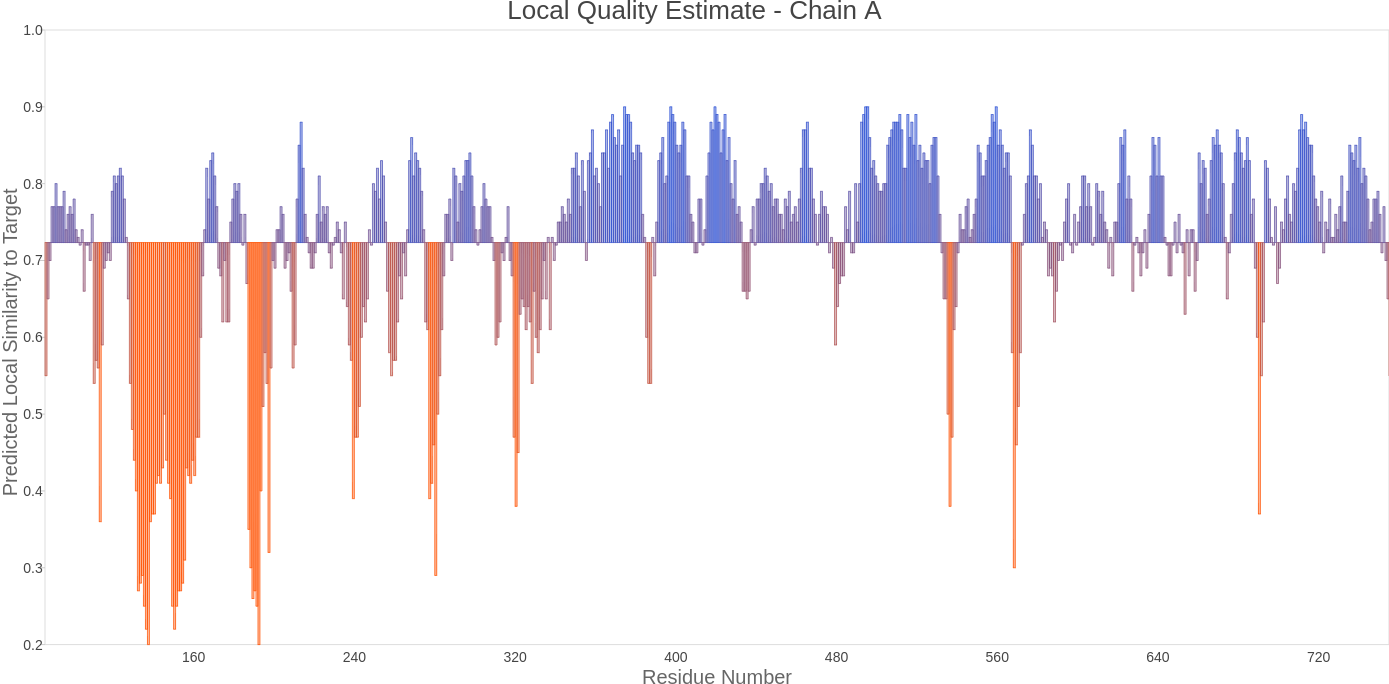 Local Quality Estimate - Chain A
1.0
0.9
0.8
0.7
0.6
0.5
0.4
0.3
0.2
Predicted Local Similarity to Target
160 240 320 400 480 560 640 720
Residue Number